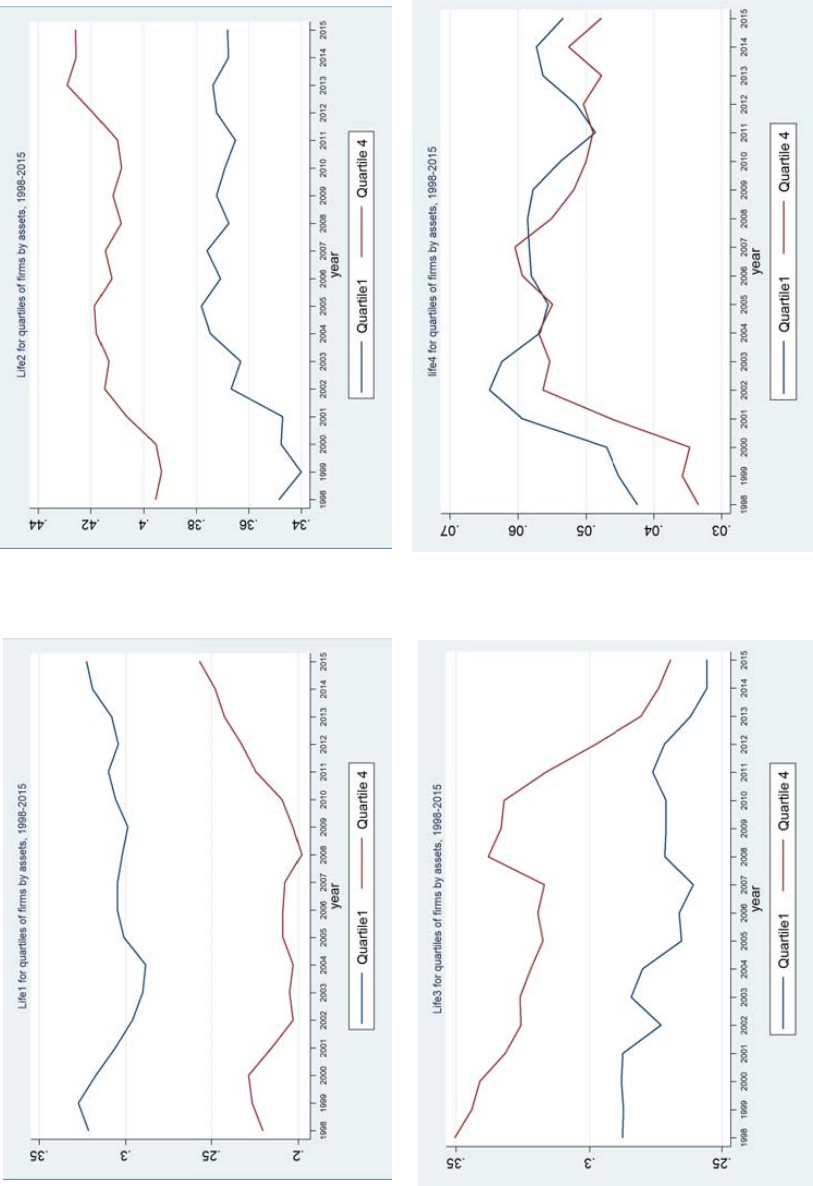 Life1 for quartiles of firms by assets, 1998-2015
.35
.3
.25
.2
1998 1999 2000 2001 2002 2003 2004 2005 2006 2007 2008 2009 2010 2011 2012 2013 2014 2015
year
Quartile1 Quartile 4
Life2 for quartiles of firms by assets, 1998-2015
.44
.42
.4
.38
.36
.34
1998 1999 2000 2001 2002 2003 2004 2005 2006 2007 2008 2009 2010 2011 2012 2013 2014 2015
year
Quartile1 Quartile 4
Life3 for quartiles of firms by assets, 1998-2015
.35
.3
.25
1998 1999 2000 2001 2002 2003 2004 2005 2006 2007 2008 2009 2010 2011 2012 2013 2014 2015
year
Quartile1 Quartile 4
life4 for quartiles of firms by assets, 1998-2015
.07
.06
.05
.04
.03
1998 1999 2000 2001 2002 2003 2004 2005 2006 2007 2008 2009 2010 2011 2012 2013 2014 2015
year
Quartile1 Quartile 4